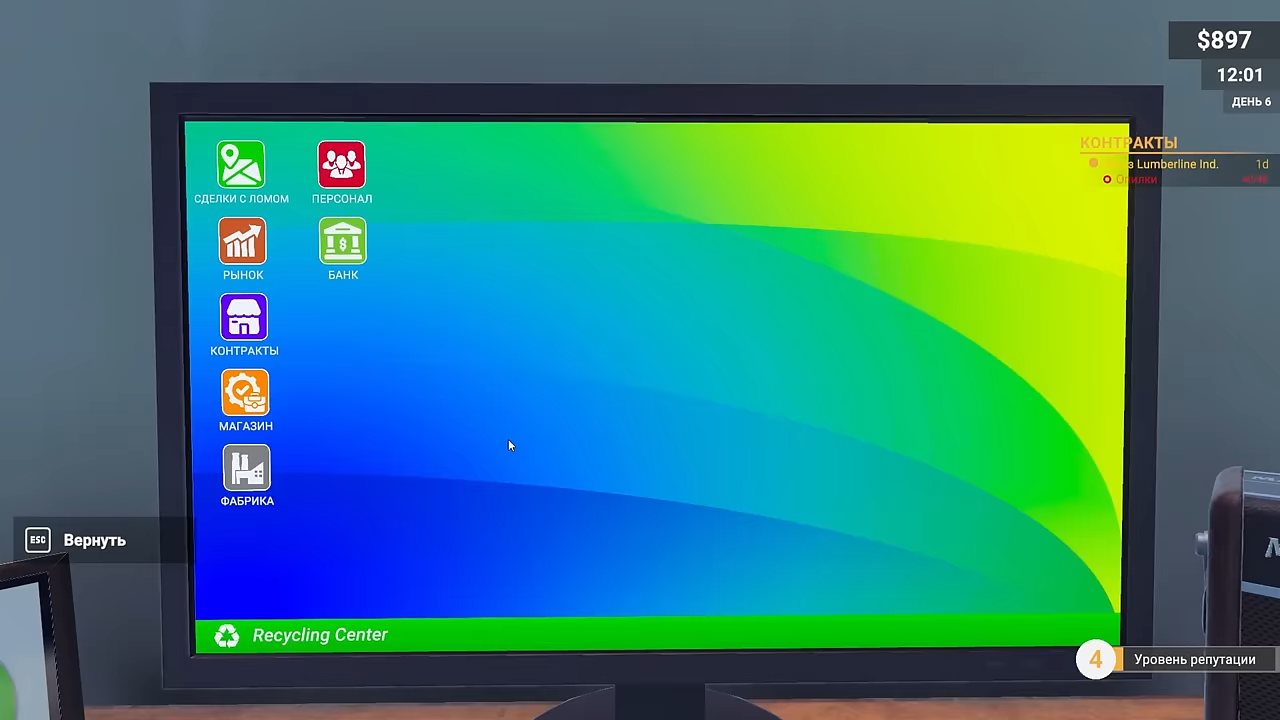 $897
12:01
ДЕНЬ 6
КОНТРАКТЫ
з Lumberline Ind. 1d
Опилки
СДЕЛКИ С ЛОМОМ
ПЕРСОНАЛ
РЫНОК
БАНК
КОНТРАКТЫ
МАГАЗИН
ФАБРИКА
ESC Вернуть
Recycling Center
4 Уровень репутации